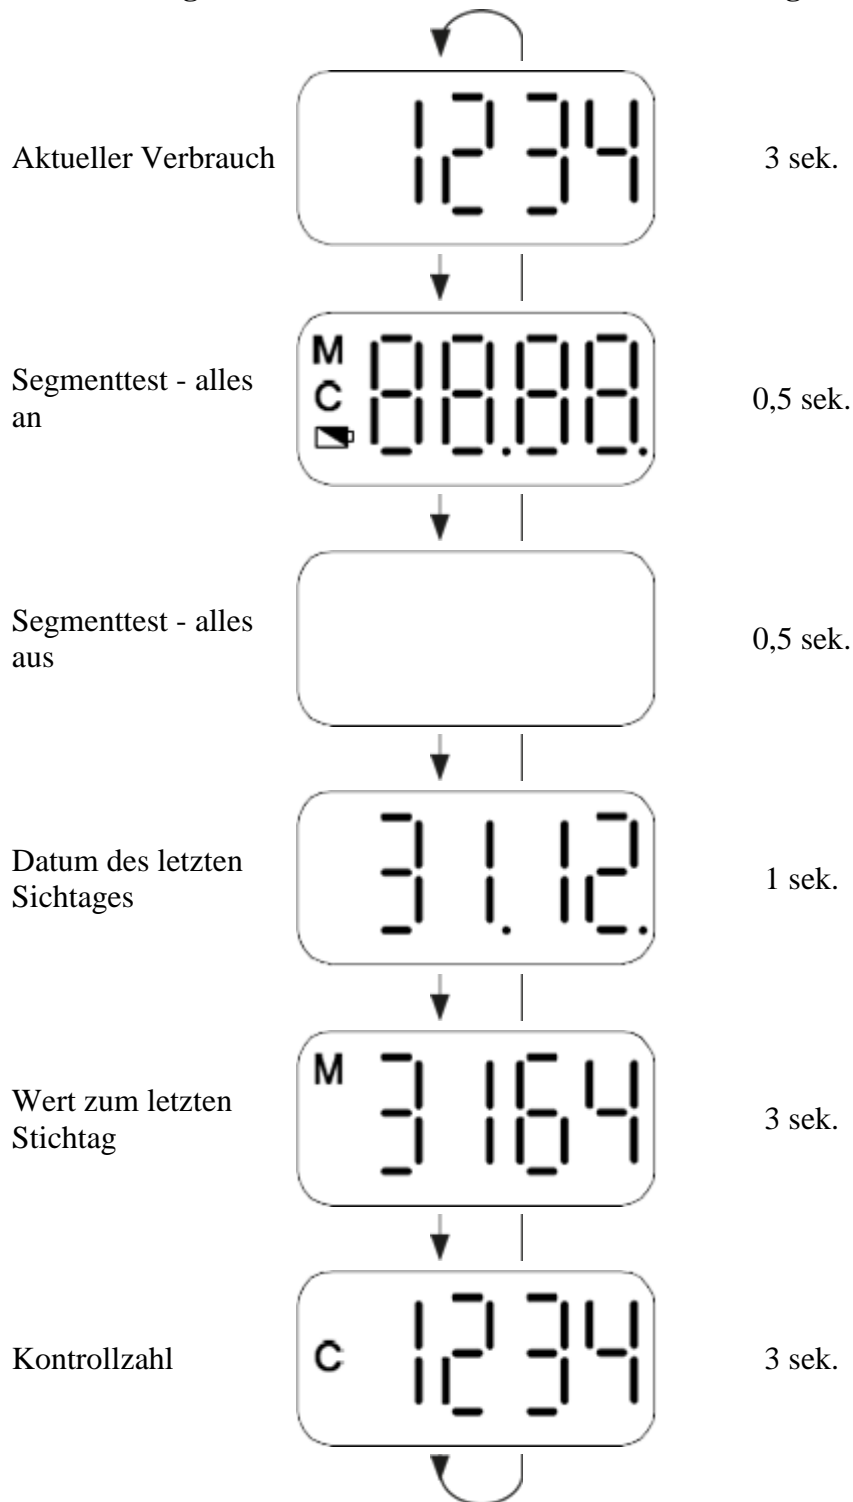 Aktueller Verbrauch
1234
3 sek.
Segmenttest - alles
an
M
C
88.88.
0,5 sek.
Segmenttest - alles
aus
0,5 sek.
Datum des letzten
Sichtages
31.12.
1 sek.
Wert zum letzten
Stichtag
M 3164
3 sek.
Kontrollzahl
C 1234
3 sek.